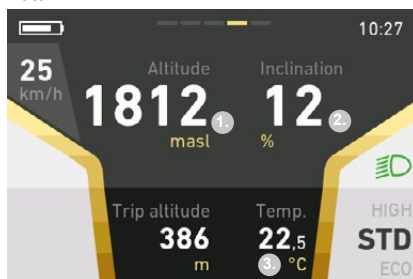 10:27
25
km/h
Altitude Inclination
1812 1. 12 2.
masl %
Trip altitude Temp.
386 22,5
m 3. °C
HIGH
STD
ECO